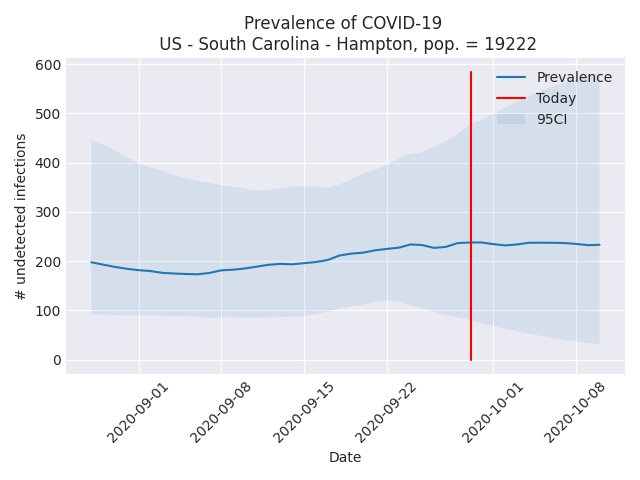 Prevalence of COVID-19
US - South Carolina - Hampton, pop. = 19222
# undetected infections
600
500
400
300
200
100
0
Prevalence
Today
95CI
2020-09-01
2020-09-08
2020-09-15
2020-09-22
2020-10-01
2020-10-08
Date